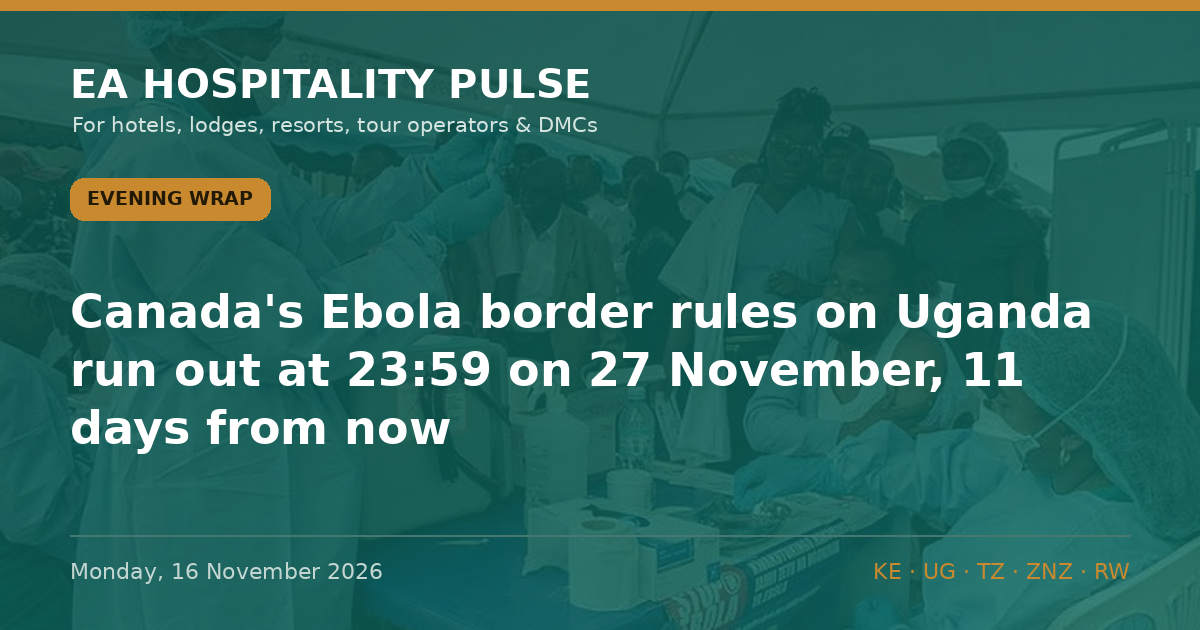 EA HOSPITALITY PULSE
For hotels, lodges, resorts, tour operators & DMCs
EVENING WRAP
Canada's Ebola border rules on Uganda
run out at 23:59 on 27 November, 11
days from now
Monday, 16 November 2026
KE · UG · TZ · ZNZ · RW